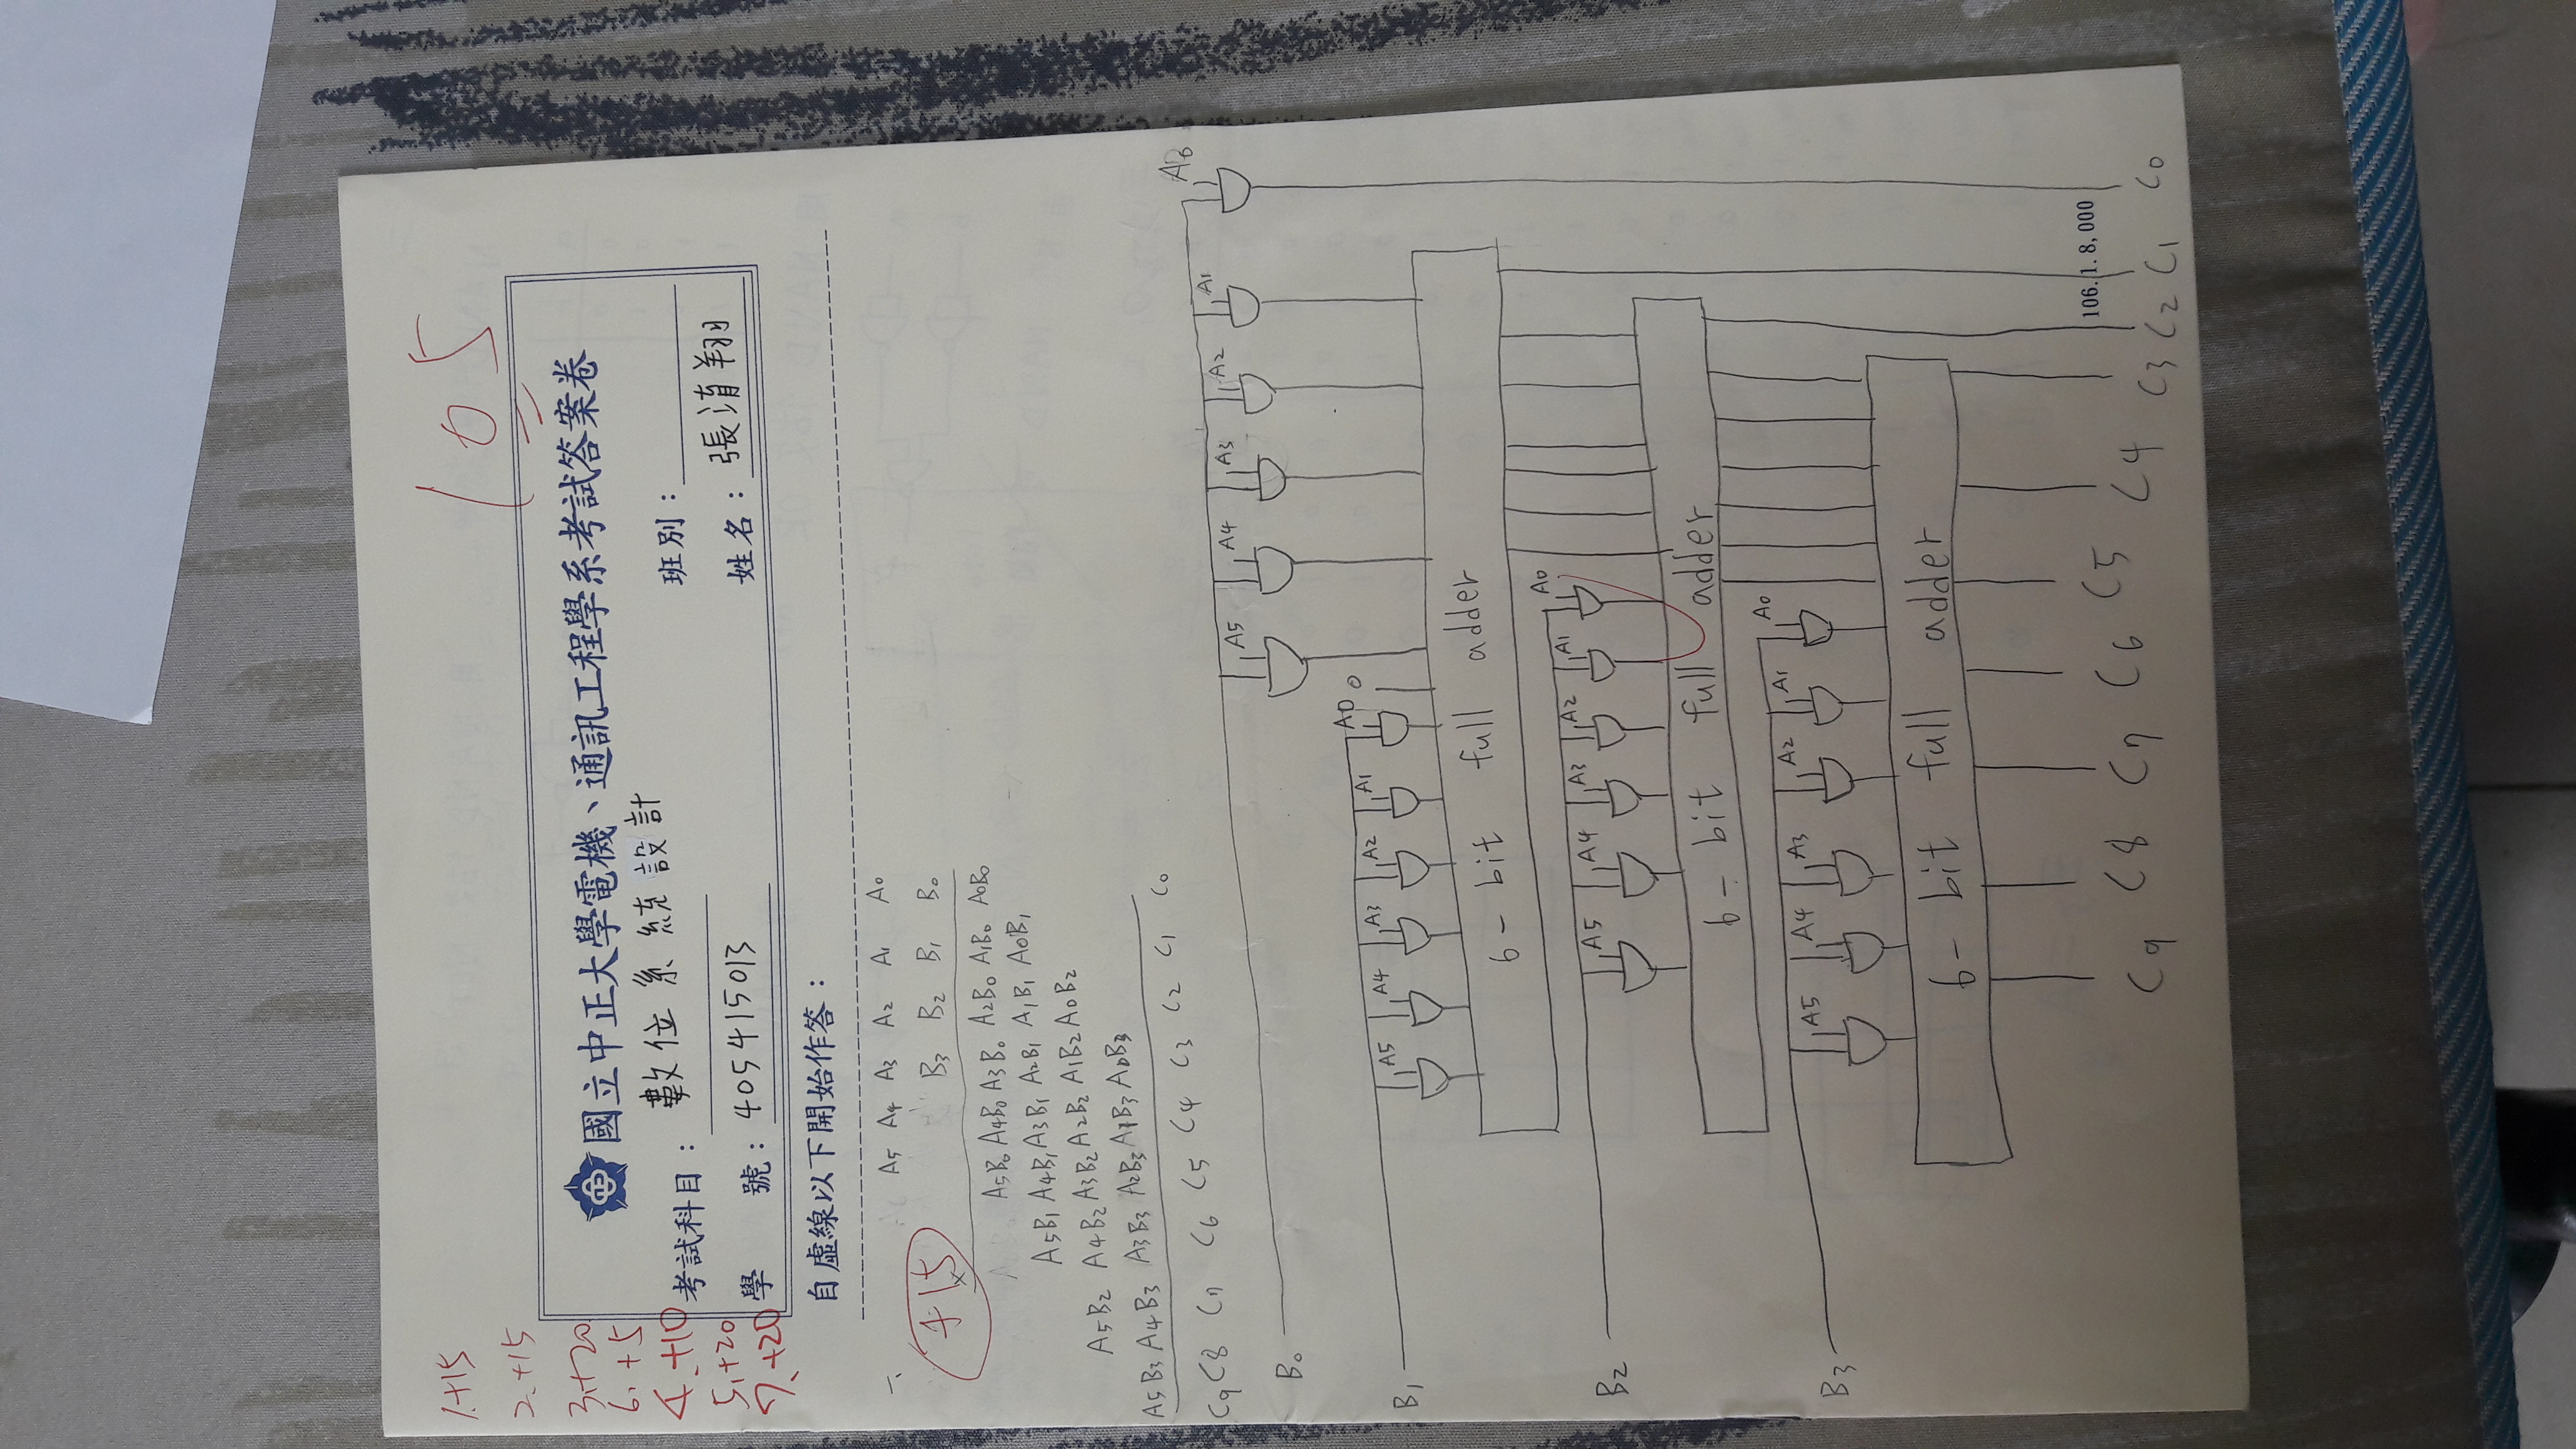 1.+15
105
2.+15
3.+20
6.+5
4.+10
5.+20
7.+20
國立中正大學電機、通訊工程學系考試答案卷
考試科目：數位系統設計
班別：
學 號：405415013
姓名：張淯翔
自虛線以下開始作答：
一、
+15
A5 A4 A3 A2 A1 A0
× B3 B2 B1 B0
A5B0 A4B0 A3B0 A2B0 A1B0 A0B0
A5B1 A4B1 A3B1 A2B1 A1B1 A0B1
A5B2 A4B2 A3B2 A2B2 A1B2 A0B2
A5B3 A4B3 A3B3 A2B3 A1B3 A0B3
C9 C8 C7 C6 C5 C4 C3 C2 C1 C0
B0 A5 A4 A3 A2 A1 A0
B1 A5 A4 A3 A2 A1 A0 0
6-bit full adder
B2 A5 A4 A3 A2 A1 A0
6-bit full adder
B3 A5 A4 A3 A2 A1 A0
6-bit full adder
106.1.8,000
C9 C8 C7 C6 C5 C4 C3 C2 C1 C0